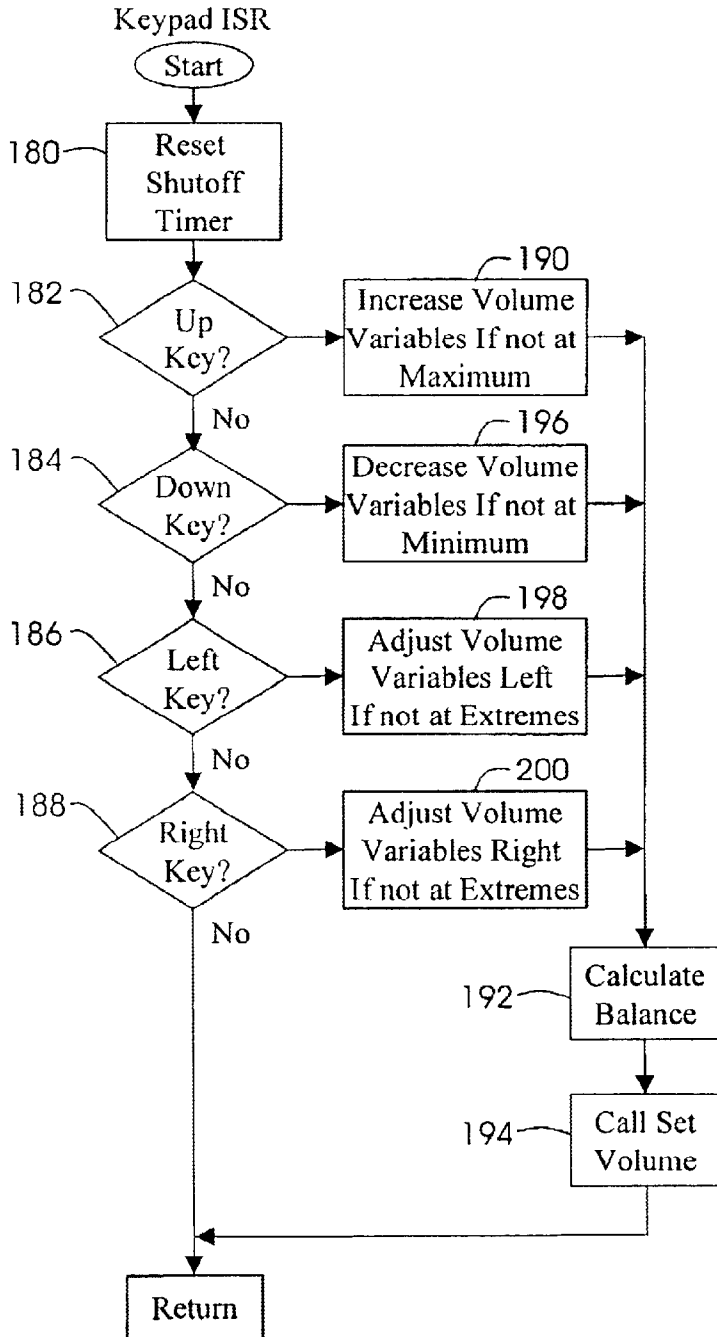 Keypad ISR
Start
180
Reset
Shutoff
Timer
182
Up
Key?
No
190
Increase Volume
Variables If not at
Maximum
184
Down
Key?
No
196
Decrease Volume
Variables If not at
Minimum
186
Left
Key?
No
198
Adjust Volume
Variables Left
If not at Extremes
188
Right
Key?
No
200
Adjust Volume
Variables Right
If not at Extremes
192
Calculate
Balance
194
Call Set
Volume
Return